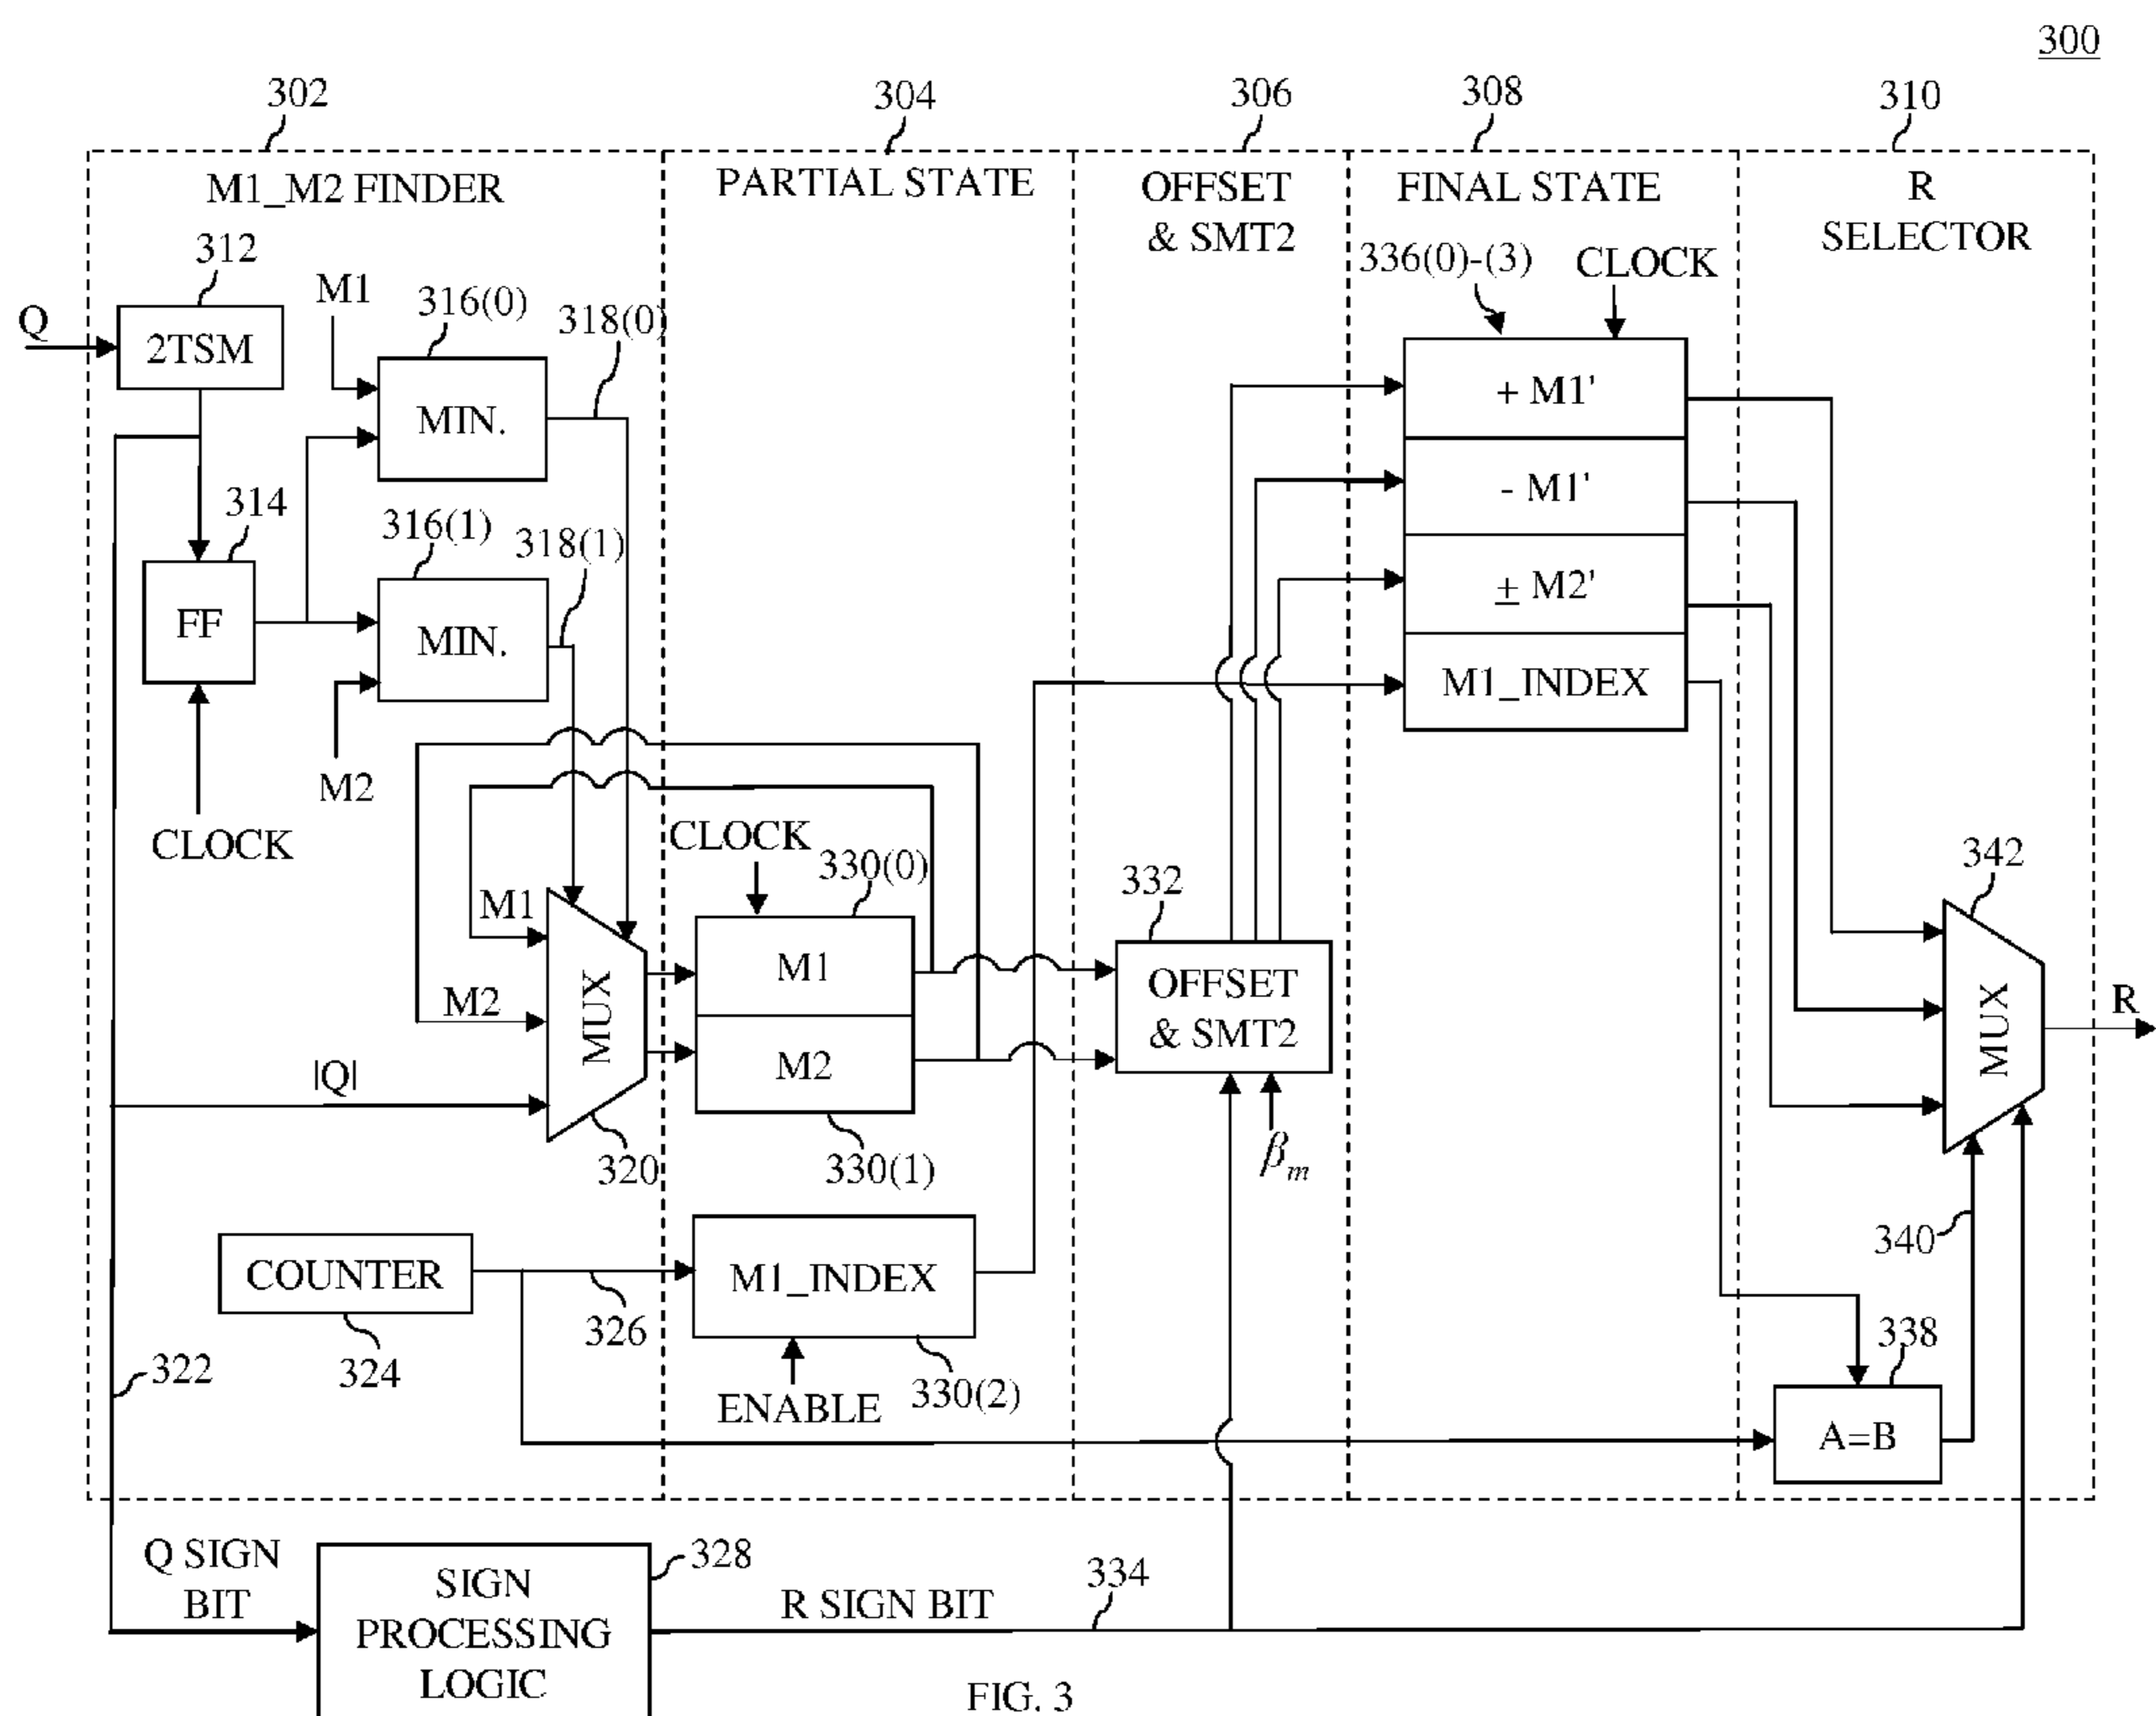 300
302
304
306
308
310
M1_M2 FINDER
PARTIAL STATE
OFFSET
& SMT2
FINAL STATE
R
SELECTOR
312
Q
2TSM
M1
316(0)
318(0)
MIN.
336(0)-(3)
CLOCK
+ M1'
- M1'
± M2'
M1_INDEX
314
316(1)
318(1)
FF
MIN.
M2
CLOCK
CLOCK
330(0)
332
342
M1
M2
|Q|
MUX
320
M1
M2
330(1)
OFFSET
& SMT2
βm
MUX
R
340
COUNTER
324
326
M1_INDEX
ENABLE
330(2)
338
A=B
322
Q SIGN
BIT
SIGN
PROCESSING
LOGIC
328
R SIGN BIT
334
FIG. 3